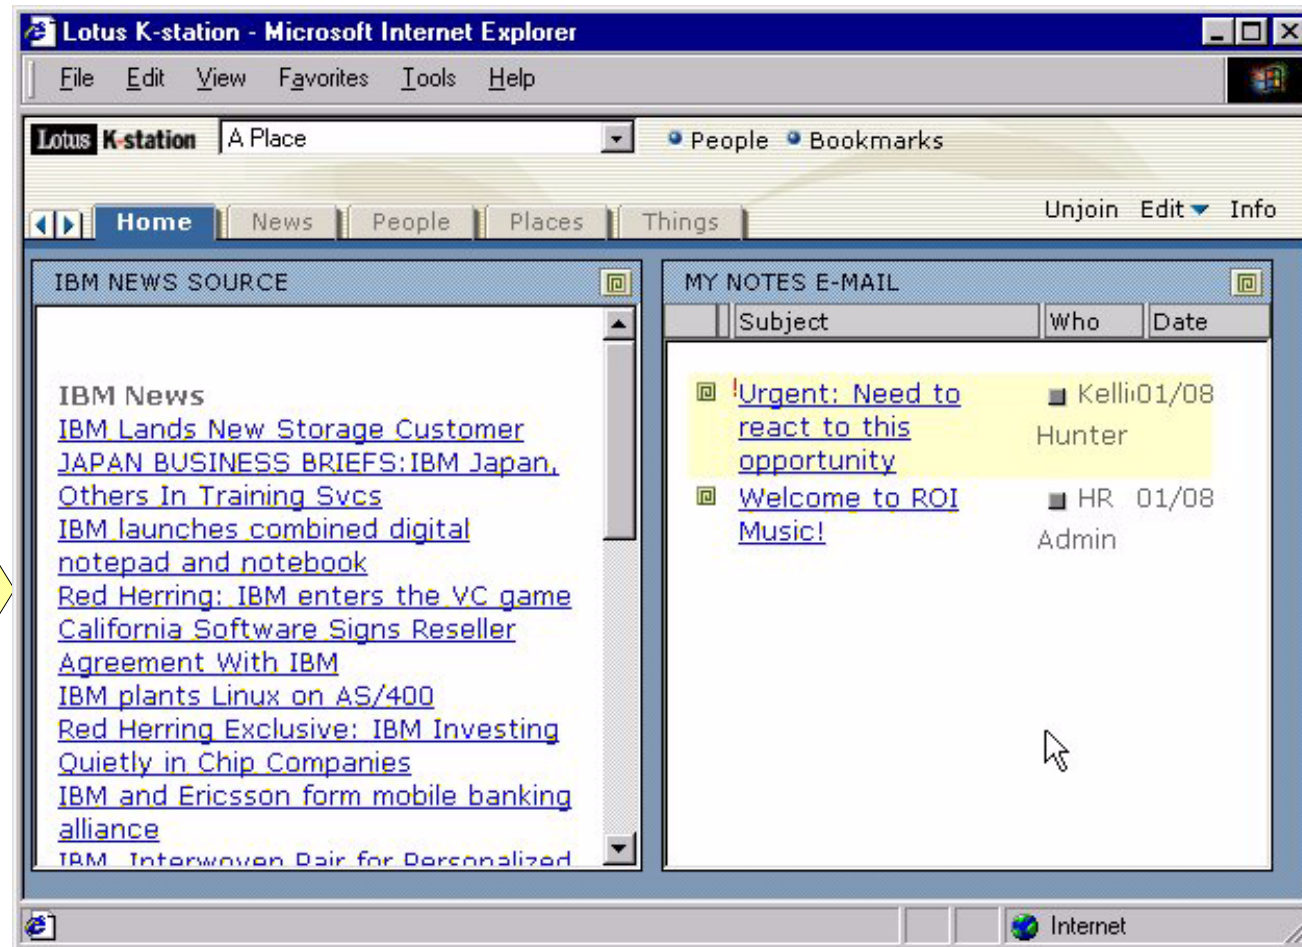 Lotus K-station - Microsoft Internet Explorer
File Edit View Favorites Tools Help
Lotus K-station A Place People Bookmarks
Home News People Places Things Unjoin Edit Info
IBM NEWS SOURCE
IBM News
IBM Lands New Storage Customer
JAPAN BUSINESS BRIEFS:IBM Japan,
Others In Training Svcs
IBM launches combined digital
notepad and notebook
Red Herring: IBM enters the VC game
California Software Signs Reseller
Agreement With IBM
IBM plants Linux on AS/400
Red Herring Exclusive: IBM Investing
Quietly in Chip Companies
IBM and Ericsson form mobile banking
alliance
IBM, Interwoven Pair for Personalized
MY NOTES E-MAIL
Subject Who Date
!Urgent: Need to Kelli 01/08
react to this Hunter
opportunity
Welcome to ROI HR 01/08
Music! Admin
Internet